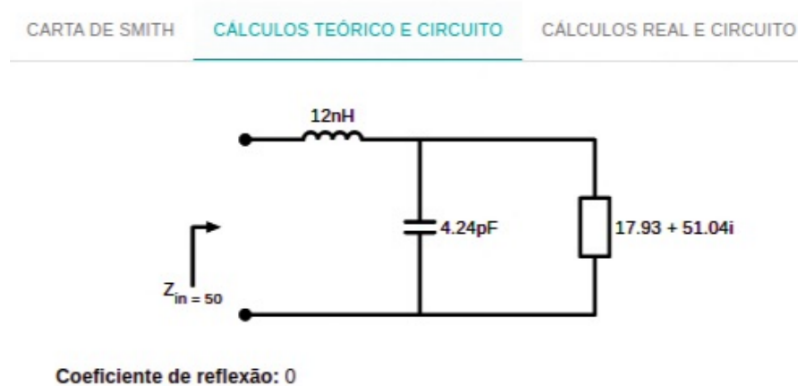 CARTA DE SMITH CÁLCULOS TEÓRICO E CIRCUITO CÁLCULOS REAL E CIRCUITO
12nH
4.24pF 17.93 + 51.04i
Zin = 50
Coeficiente de reflexão: 0